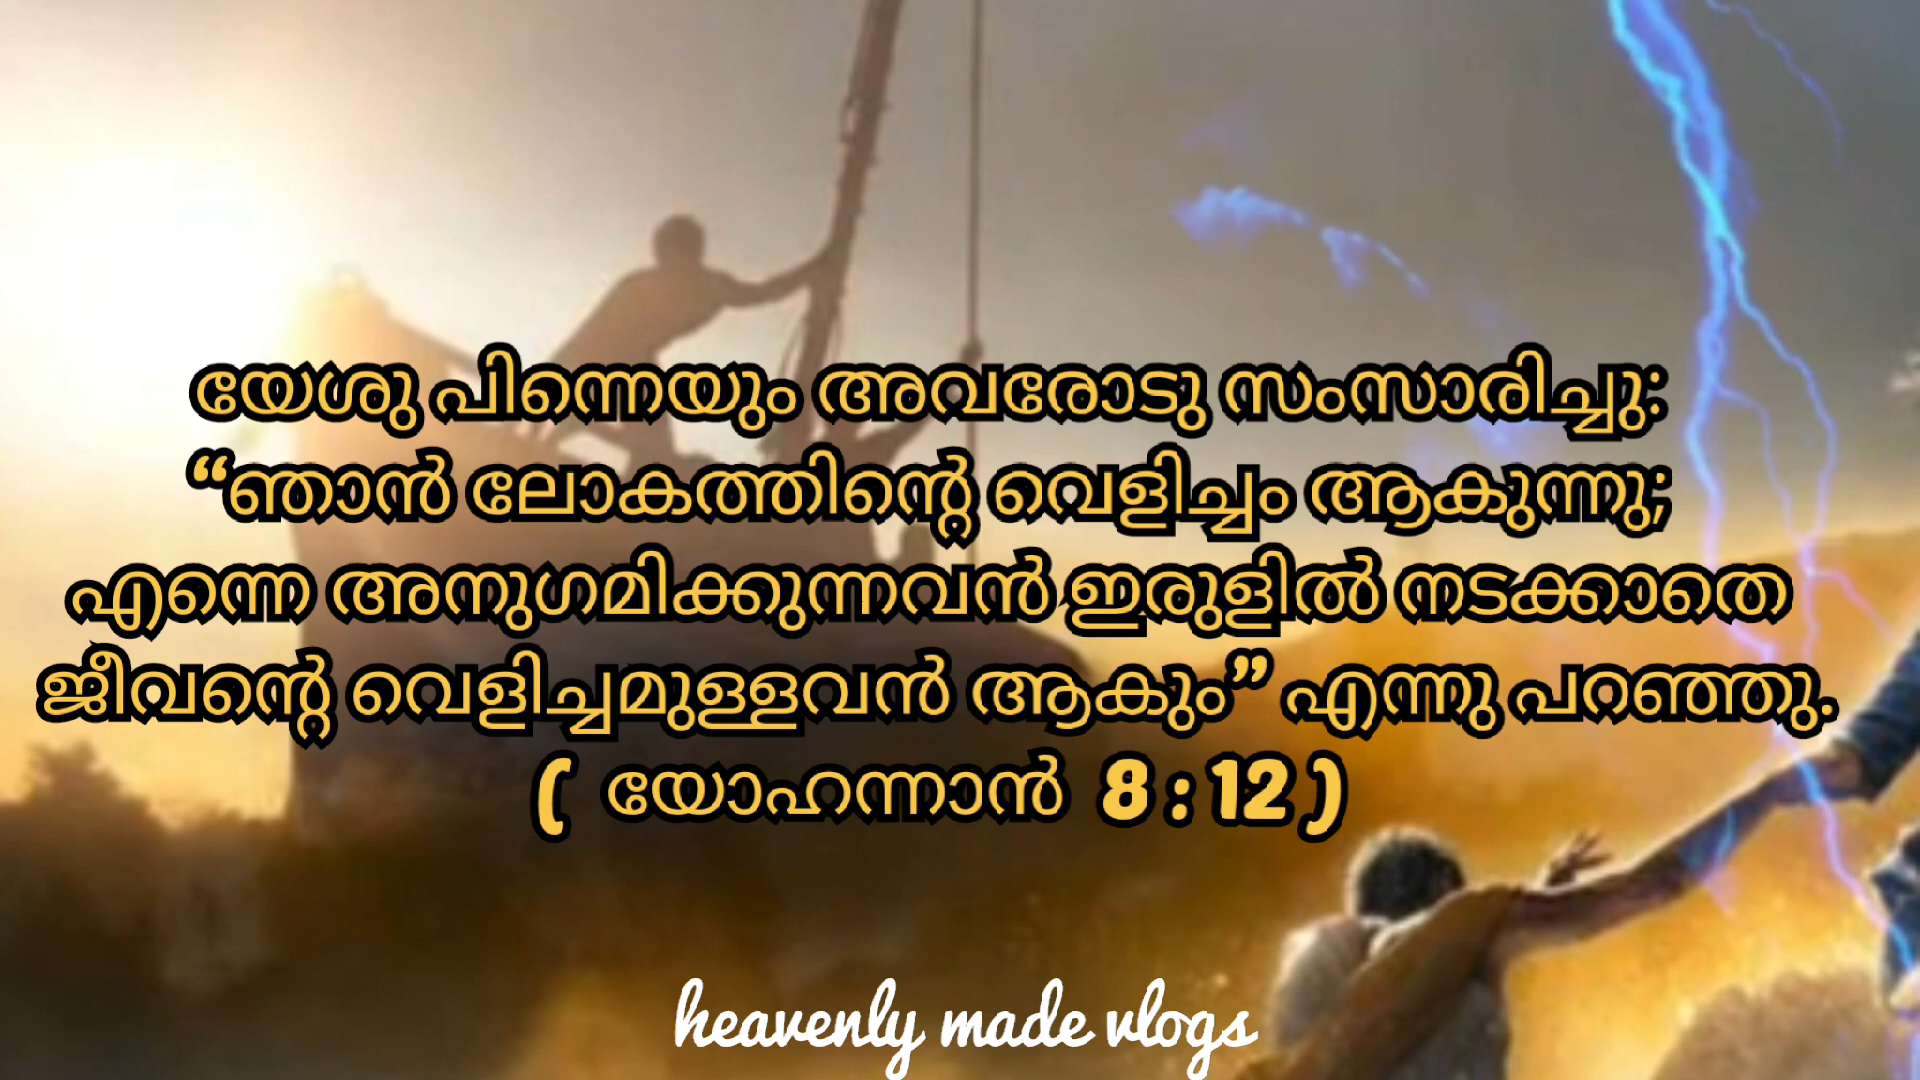 യേശു പിന്നെയും അവരോടു സംസാരിച്ചു:
“ഞാൻ ലോകത്തിന്റെ വെളിച്ചം ആകുന്നു;
എന്നെ അനുഗമിക്കുന്നവൻ ഇരുളിൽ നടക്കാതെ
ജീവന്റെ വെളിച്ചമുള്ളവൻ ആകും” എന്നു പറഞ്ഞു.
( യോഹന്നാൻ 8 : 12 )
heavenly made vlogs